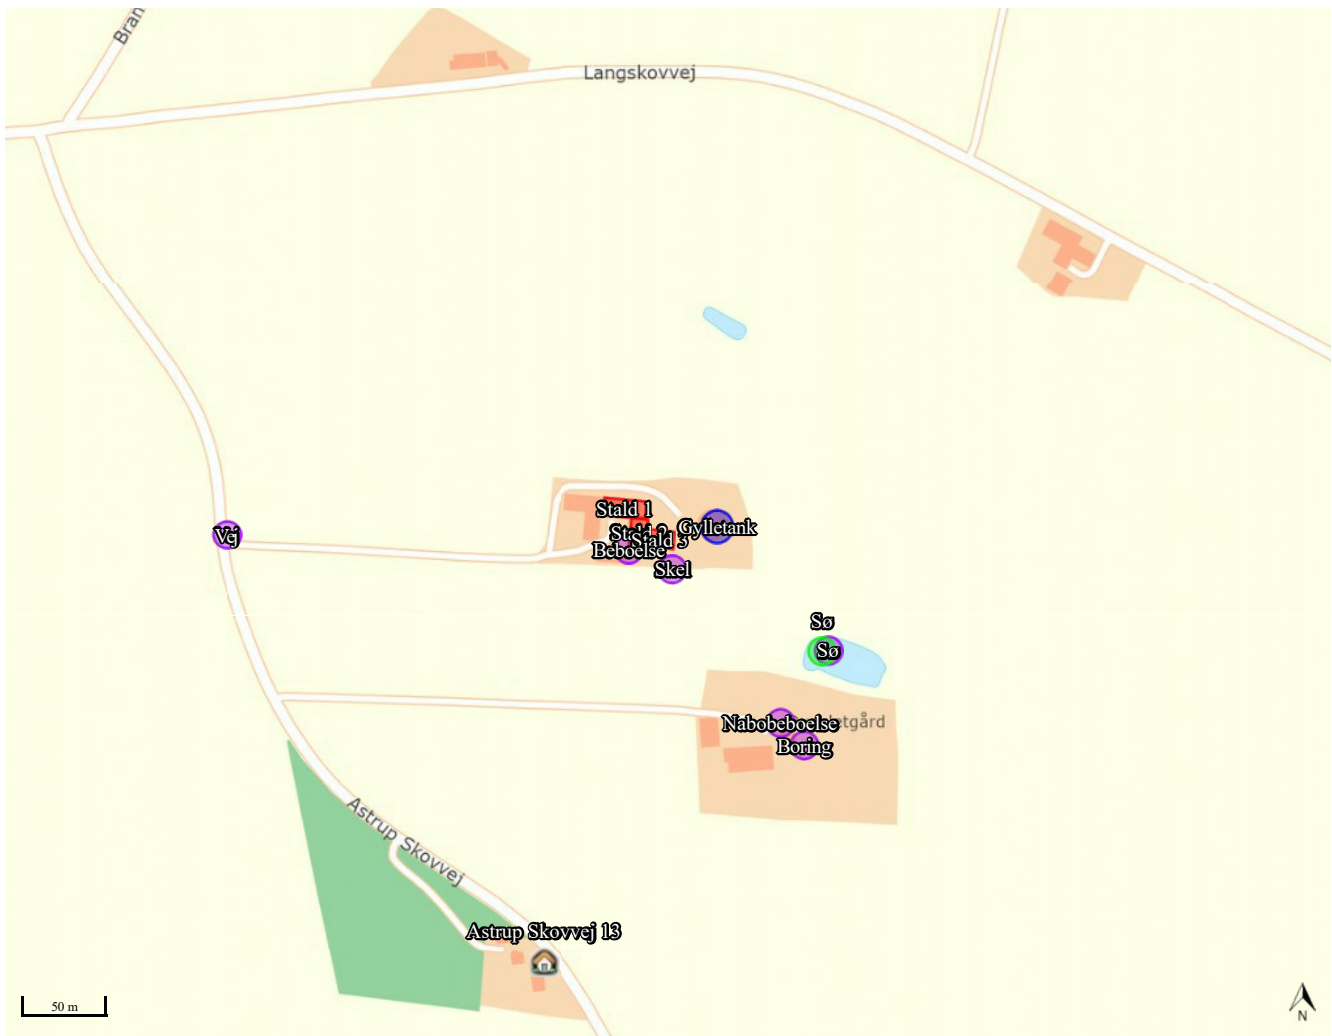 Bran
Langskovvej
Stald 1
Gylletank
Stald 3
Vej
Beboelse
Skel
Sø
Sø
Nabobeboelse
etgård
Boring
Astrup Skovvej
Astrup Skovvej 13
50 m
N